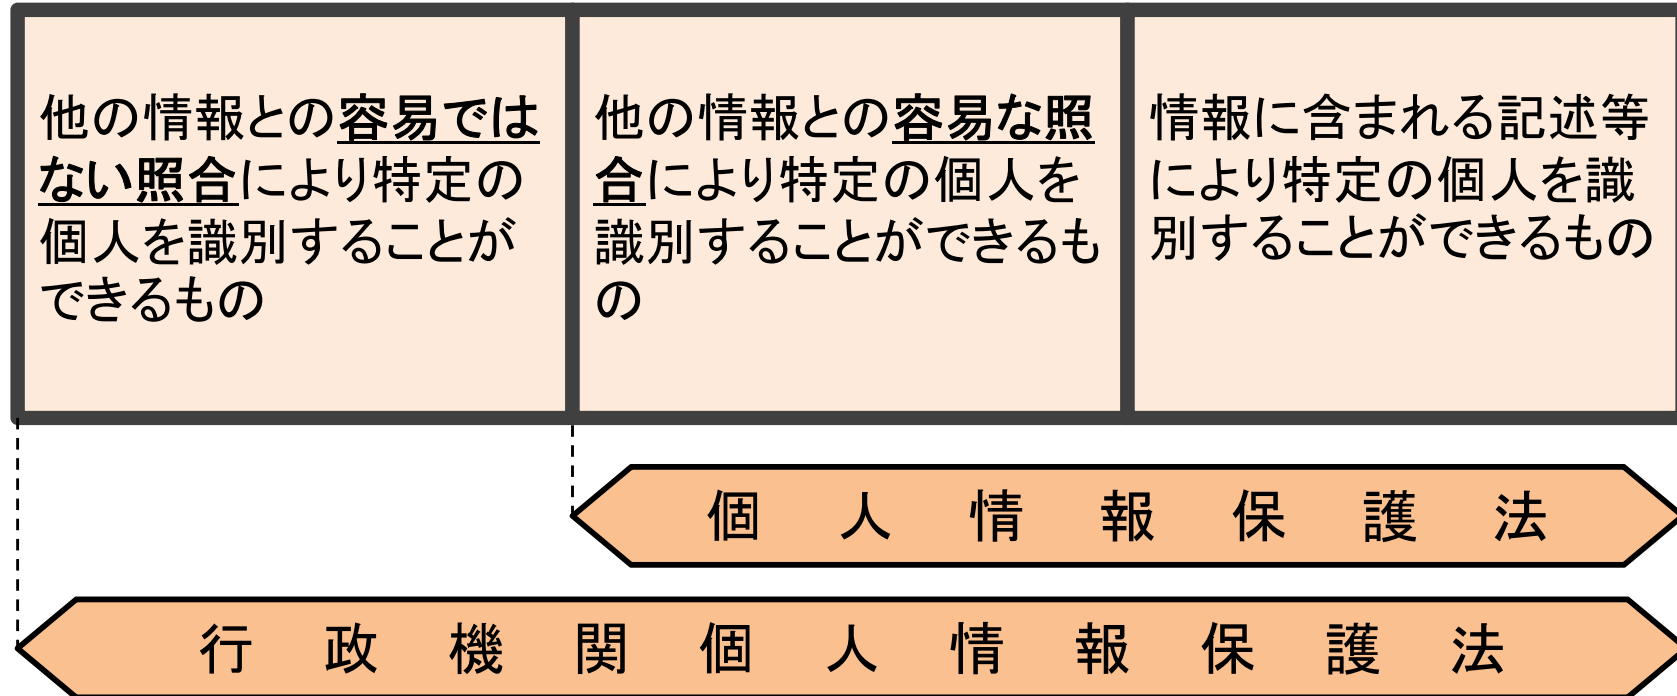 他の情報との容易では
ない照合により特定の
個人を識別することが
できるもの
他の情報との容易な照
合により特定の個人を
識別することができるも
の
情報に含まれる記述等
により特定の個人を識
別することができるもの
個人情報保護法
行政機関個人情報保護法